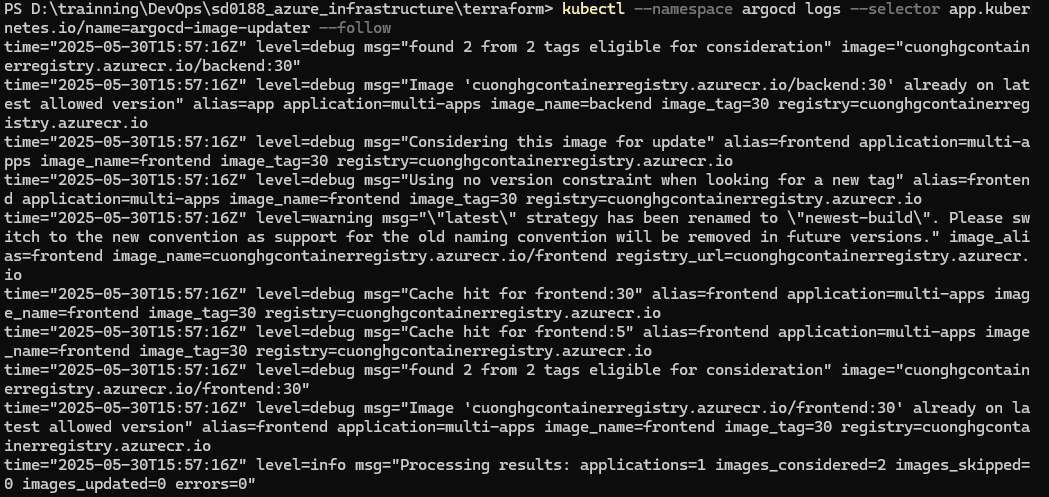 PS D:\trainning\DevOps\sd0188_azure_infrastructure\terraform> kubectl --namespace argocd logs --selector app.kuber
netes.io/name=argocd-image-updater --follow
time="2025-05-30T15:57:16Z" level=debug msg="found 2 from 2 tags eligible for consideration" image="cuonghgcontain
erregistry.azurecr.io/backend:30"
time="2025-05-30T15:57:16Z" level=debug msg="Image 'cuonghgcontainerregistry.azurecr.io/backend:30' already on lat
est allowed version" alias=app application=multi-apps image_name=backend image_tag=30 registry=cuonghgcontainerreg
istry.azurecr.io
time="2025-05-30T15:57:16Z" level=debug msg="Considering this image for update" alias=frontend application=multi-a
pps image_name=frontend image_tag=30 registry=cuonghgcontainerregistry.azurecr.io
time="2025-05-30T15:57:16Z" level=debug msg="Using no version constraint when looking for a new tag" alias=fronten
d application=multi-apps image_name=frontend image_tag=30 registry=cuonghgcontainerregistry.azurecr.io
time="2025-05-30T15:57:16Z" level=warning msg="\"latest\" strategy has been renamed to \"newest-build\". Please sw
itch to the new convention as support for the old naming convention will be removed in future versions." image_ali
as=frontend image_name=cuonghgcontainerregistry.azurecr.io/frontend registry_url=cuonghgcontainerregistry.azurecr.
io
time="2025-05-30T15:57:16Z" level=debug msg="Cache hit for frontend:30" alias=frontend application=multi-apps imag
e_name=frontend image_tag=30 registry=cuonghgcontainerregistry.azurecr.io
time="2025-05-30T15:57:16Z" level=debug msg="Cache hit for frontend:5" alias=frontend application=multi-apps image
_name=frontend image_tag=30 registry=cuonghgcontainerregistry.azurecr.io
time="2025-05-30T15:57:16Z" level=debug msg="found 2 from 2 tags eligible for consideration" image="cuonghgcontain
erregistry.azurecr.io/frontend:30"
time="2025-05-30T15:57:16Z" level=debug msg="Image 'cuonghgcontainerregistry.azurecr.io/frontend:30' already on la
test allowed version" alias=frontend application=multi-apps image_name=frontend image_tag=30 registry=cuonghgconta
inerregistry.azurecr.io
time="2025-05-30T15:57:16Z" level=info msg="Processing results: applications=1 images_considered=2 images_skipped=
0 images_updated=0 errors=0"